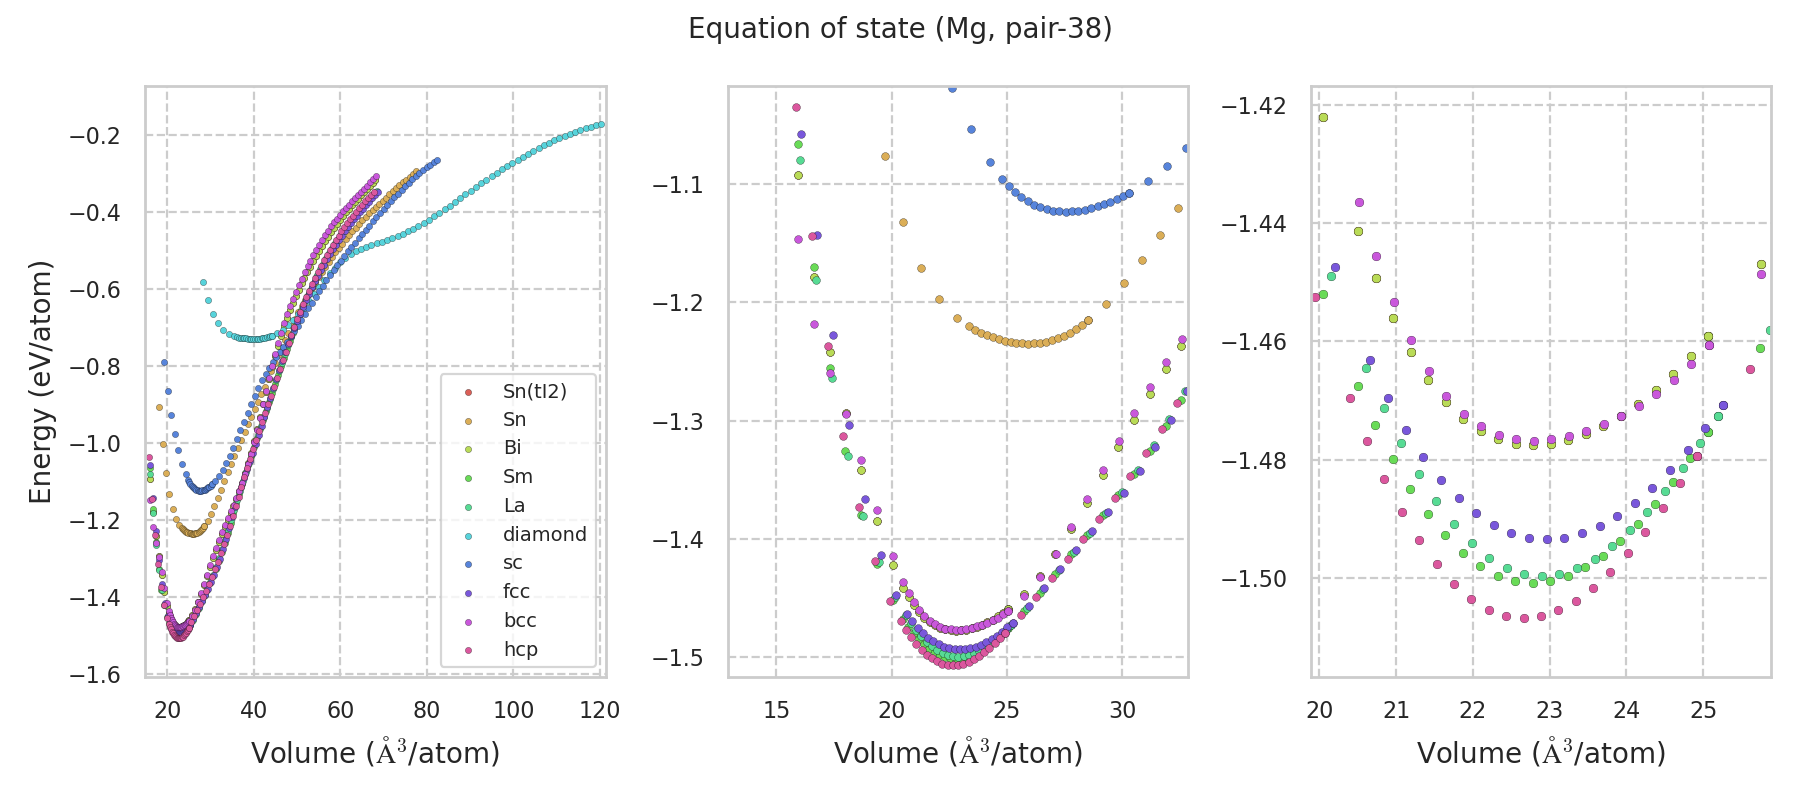 Equation of state (Mg, pair-38)
Energy (eV/atom)
−0.2
−0.4
−0.6
−0.8
−1.0
−1.2
−1.4
−1.6
20 40 60 80 100 120
Volume (Å³/atom)
Sn(tI2)
Sn
Bi
Sm
La
diamond
sc
fcc
bcc
hcp
−1.1
−1.2
−1.3
−1.4
−1.5
15 20 25 30
Volume (Å³/atom)
−1.42
−1.44
−1.46
−1.48
−1.50
20 21 22 23 24 25
Volume (Å³/atom)